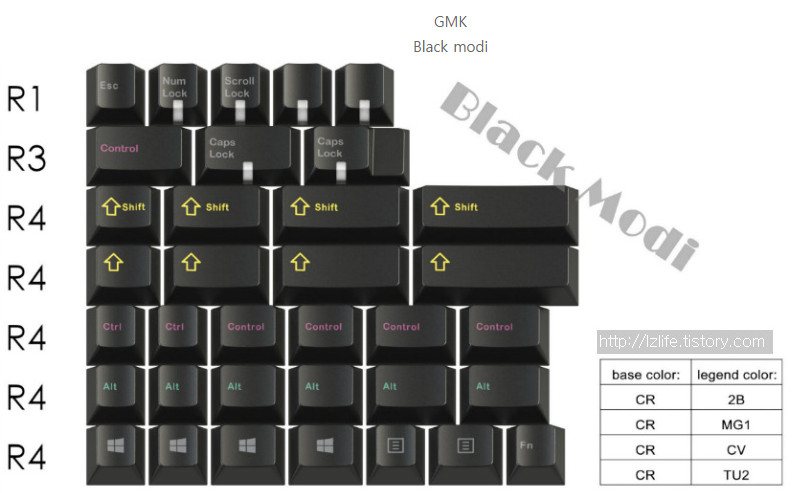 GMK
Black modi
Black Modi
R1
Esc
Num
Lock
Scroll
Lock
R3
Control
Caps
Lock
Caps
Lock
R4
Shift
Shift
Shift
Shift
R4
R4
Ctrl
Ctrl
Control
Control
Control
Control
http://lzlife.tistory.com
R4
Alt
Alt
Alt
Alt
Alt
Alt
R4
Fn
base color: legend color:
CR 2B
CR MG1
CR CV
CR TU2